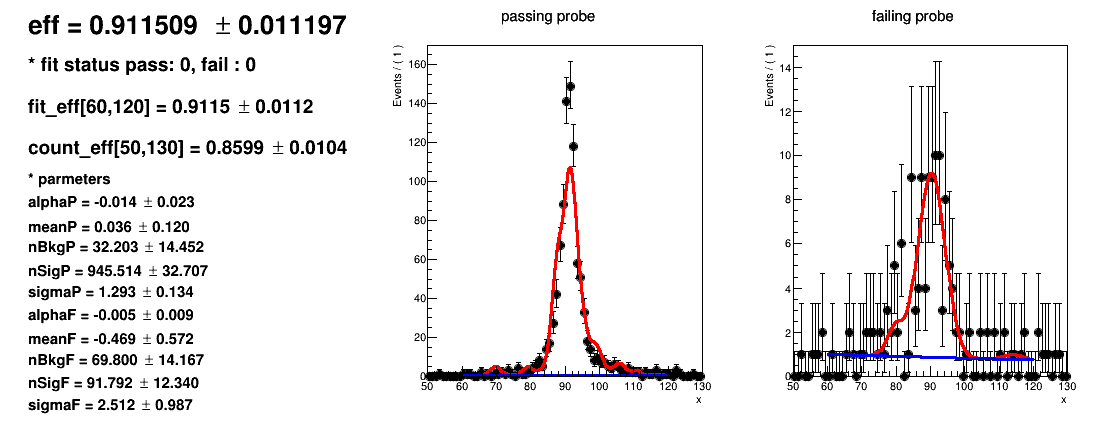 eff = 0.911509 ± 0.011197
* fit status pass: 0, fail : 0
fit_eff[60,120] = 0.9115 ± 0.0112
count_eff[50,130] = 0.8599 ± 0.0104
* parmeters
alphaP = -0.014 ± 0.023
meanP = 0.036 ± 0.120
nBkgP = 32.203 ± 14.452
nSigP = 945.514 ± 32.707
sigmaP = 1.293 ± 0.134
alphaF = -0.005 ± 0.009
meanF = -0.469 ± 0.572
nBkgF = 69.800 ± 14.167
nSigF = 91.792 ± 12.340
sigmaF = 2.512 ± 0.987
passing probe
Events / ( 1 )
160
140
120
100
80
60
40
20
0
50 60 70 80 90 100 110 120 130
x
failing probe
Events / ( 1 )
14
12
10
8
6
4
2
0
50 60 70 80 90 100 110 120 130
x